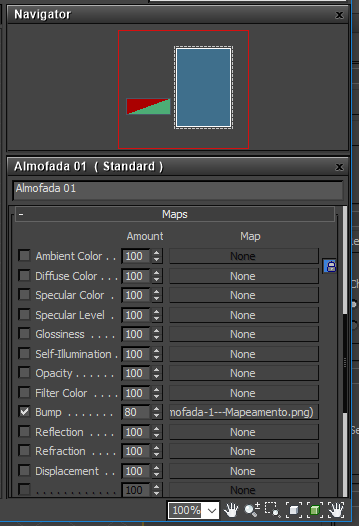 Navigator
Almofada 01 ( Standard )
Almofada 01
- Maps
Amount Map
Ambient Color . . 100 None
Diffuse Color . . . 100 None
Specular Color . 100 None
Specular Level . 100 None
Glossiness . . . . 100 None
Self-Illumination . 100 None
Opacity . . . . . . 100 None
Filter Color . . . . 100 None
Bump . . . . . . . 80 mofada-1---Mapeamento.png)
Reflection . . . . 100 None
Refraction . . . . 100 None
Displacement . . 100 None
. . . . . . . . . . . . 100 None
100%